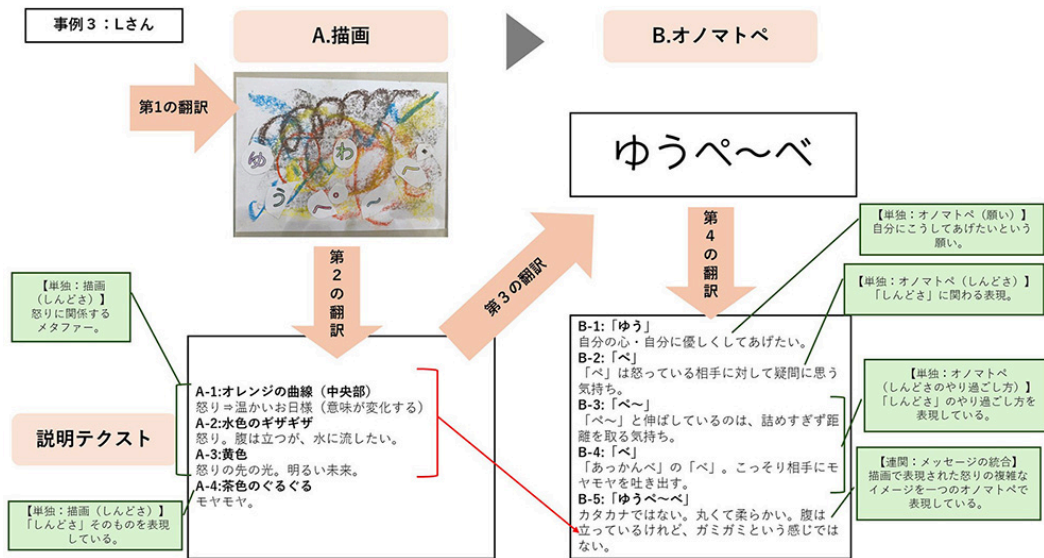 事例３：Lさん
A.描画
B.オノマトペ
第1の翻訳
ゆ
う
ぺ
わ
〜
ぺ
ゆうぺ〜べ
第2の翻訳
第3の翻訳
第4の翻訳
【単独：描画
（しんどさ）】
怒りに関係する
メタファー。
説明テクスト
【単独：描画（しんどさ）】
「しんどさ」そのものを表現
している。
A-1:オレンジの曲線（中央部）
怒り⇒温かいお日様（意味が変化する）
A-2:水色のギザギザ
怒り。腹は立つが、水に流したい。
A-3:黄色
怒りの先の光。明るい未来。
A-4:茶色のぐるぐる
モヤモヤ。
B-1:「ゆう」
自分の心・自分に優しくしてあげたい。
B-2:「ぺ」
「ぺ」は怒っている相手に対して疑問に思う
気持ち。
B-3:「ぺ〜」
「ぺ〜」と伸ばしているのは、詰めすぎず距
離を取る気持ち。
B-4:「べ」
「あっかんべ」の「べ」。こっそり相手にモ
ヤモヤを吐き出す。
B-5:「ゆうぺ〜べ」
カタカナではない。丸くて柔らかい。腹は
立っているけれど、ガミガミという感じでは
ない。
【単独：オノマトペ（願い）】
自分にこうしてあげたいという
願い。
【単独：オノマトペ（しんどさ）】
「しんどさ」に関わる表現。
【単独：オノマトペ
（しんどさのやり過ごし方）】
「しんどさ」のやり過ごし方を
表現している。
【連関：メッセージの統合】
描画で表現された怒りの複雑な
イメージを一つのオノマトペで
表現している。